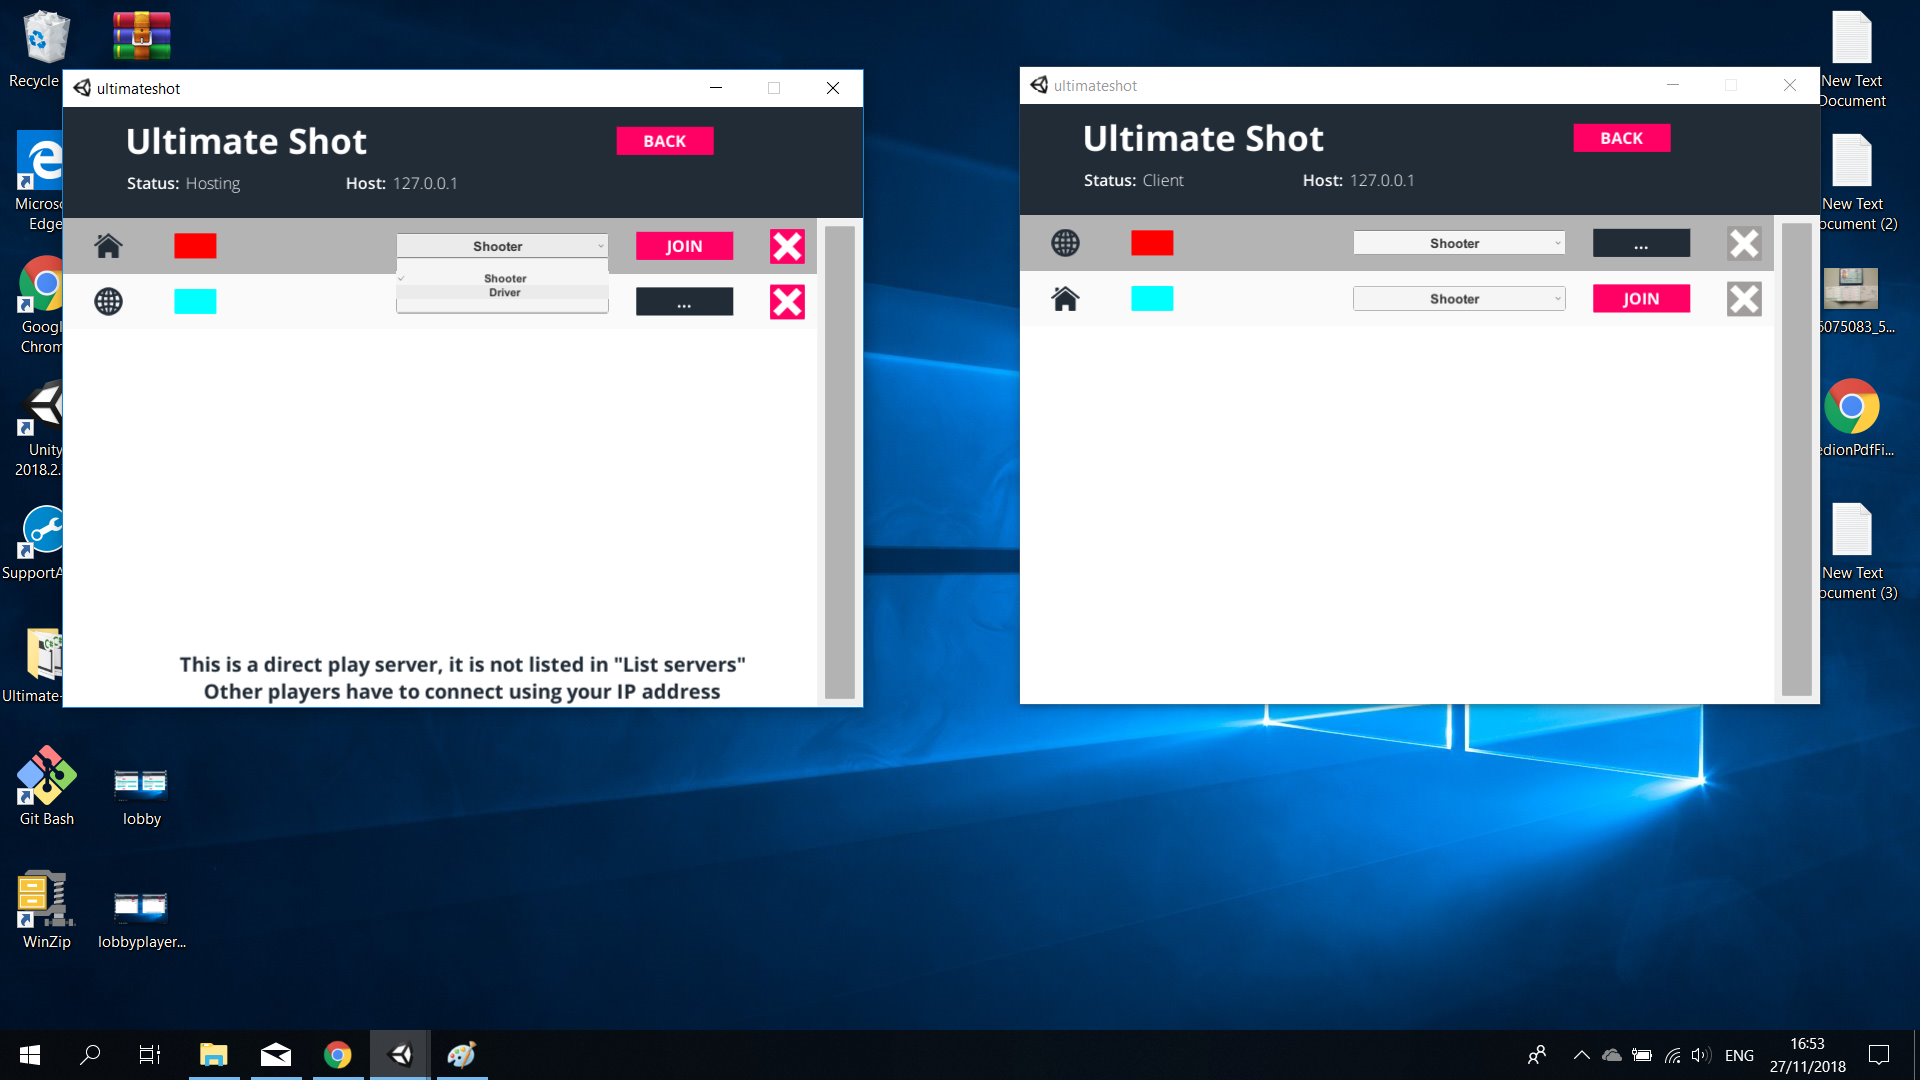 Recycle
ultimateshot
Ultimate Shot
BACK
Status: Hosting
Host: 127.0.0.1
Shooter
JOIN
Shooter
Driver
...
This is a direct play server, it is not listed in "List servers"
Other players have to connect using your IP address
ultimateshot
Ultimate Shot
BACK
Status: Client
Host: 127.0.0.1
Shooter
...
Shooter
JOIN
Micros
Edge
Googl
Chrom
Unity
2018.2.
SupportA
Ultimate-
Git Bash
lobby
WinZip
lobbyplayer...
New Text
Document
New Text
ocument (2)
5075083_5...
edionPdfFi...
New Text
ocument (3)
ENG
16:53
27/11/2018